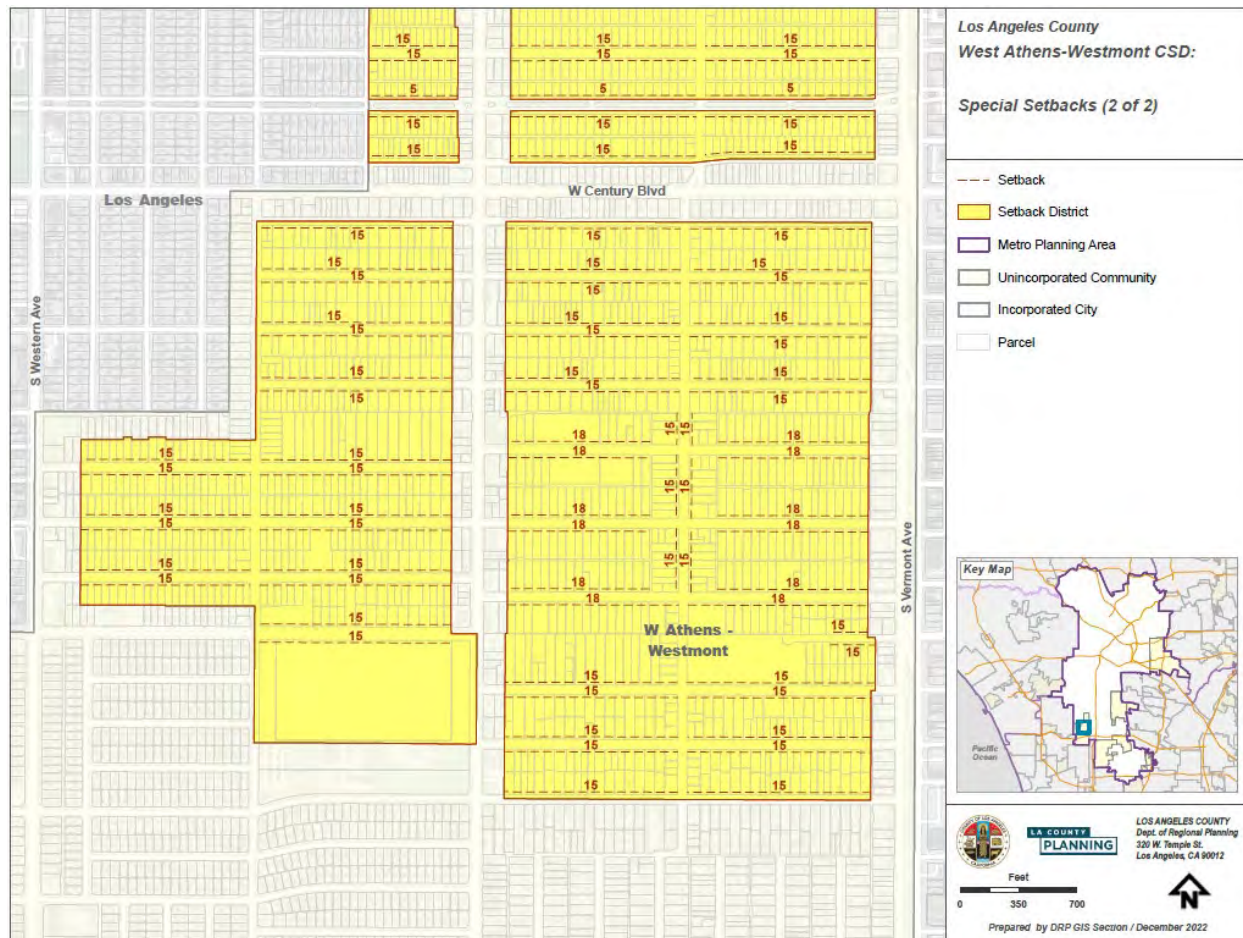 Los Angeles County
West Athens-Westmont CSD:
Special Setbacks (2 of 2)
Setback
Setback District
Metro Planning Area
Unincorporated Community
Incorporated City
Parcel
15 15 15
15 15 15
5 5 5
15 15 15
15 15 15
W Century Blvd
Los Angeles
S Western Ave
S Vermont Ave
15 15 15
15 15 15
15 15 15
15 15 15
15 15 15
15 15 15
15 15 15
15 15 15
15 15
18 18
18 18
15 15
15 15
15 15
15 15
18 18
18 18
15 15
15 15
15 15
15 15
18 18
18 18
15
15
W Athens -
Westmont
15
15
15 15
15 15
15 15
15 15
15 15
Key Map
Pacific
Ocean
COUNTY OF LOS ANGELES
CALIFORNIA
LA COUNTY
PLANNING
LOS ANGELES COUNTY
Dept. of Regional Planning
320 W. Temple St.
Los Angeles, CA 90012
Feet
0 350 700
N
Prepared by DRP GIS Section / December 2022